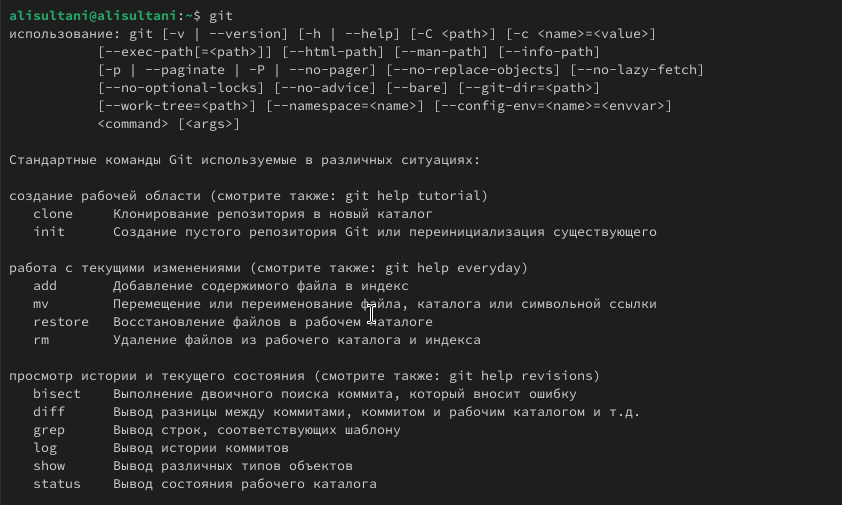 alisultani@alisultani:~$ git
использование: git [-v | --version] [-h | --help] [-C <path>] [-c <name>=<value>]
           [--exec-path[=<path>]] [--html-path] [--man-path] [--info-path]
           [-p | --paginate | -P | --no-pager] [--no-replace-objects] [--no-lazy-fetch]
           [--no-optional-locks] [--no-advice] [--bare] [--git-dir=<path>]
           [--work-tree=<path>] [--namespace=<name>] [--config-env=<name>=<envvar>]
           <command> [<args>]

Стандартные команды Git используемые в различных ситуациях:

создание рабочей области (смотрите также: git help tutorial)
   clone     Клонирование репозитория в новый каталог
   init      Создание пустого репозитория Git или переинициализация существующего

работа с текущими изменениями (смотрите также: git help everyday)
   add       Добавление содержимого файла в индекс
   mv        Перемещение или переименование файла, каталога или символьной ссылки
   restore   Восстановление файлов в рабочем каталоге
   rm        Удаление файлов из рабочего каталога и индекса

просмотр истории и текущего состояния (смотрите также: git help revisions)
   bisect    Выполнение двоичного поиска коммита, который вносит ошибку
   diff      Вывод разницы между коммитами, коммитом и рабочим каталогом и т.д.
   grep      Вывод строк, соответствующих шаблону
   log       Вывод истории коммитов
   show      Вывод различных типов объектов
   status    Вывод состояния рабочего каталога